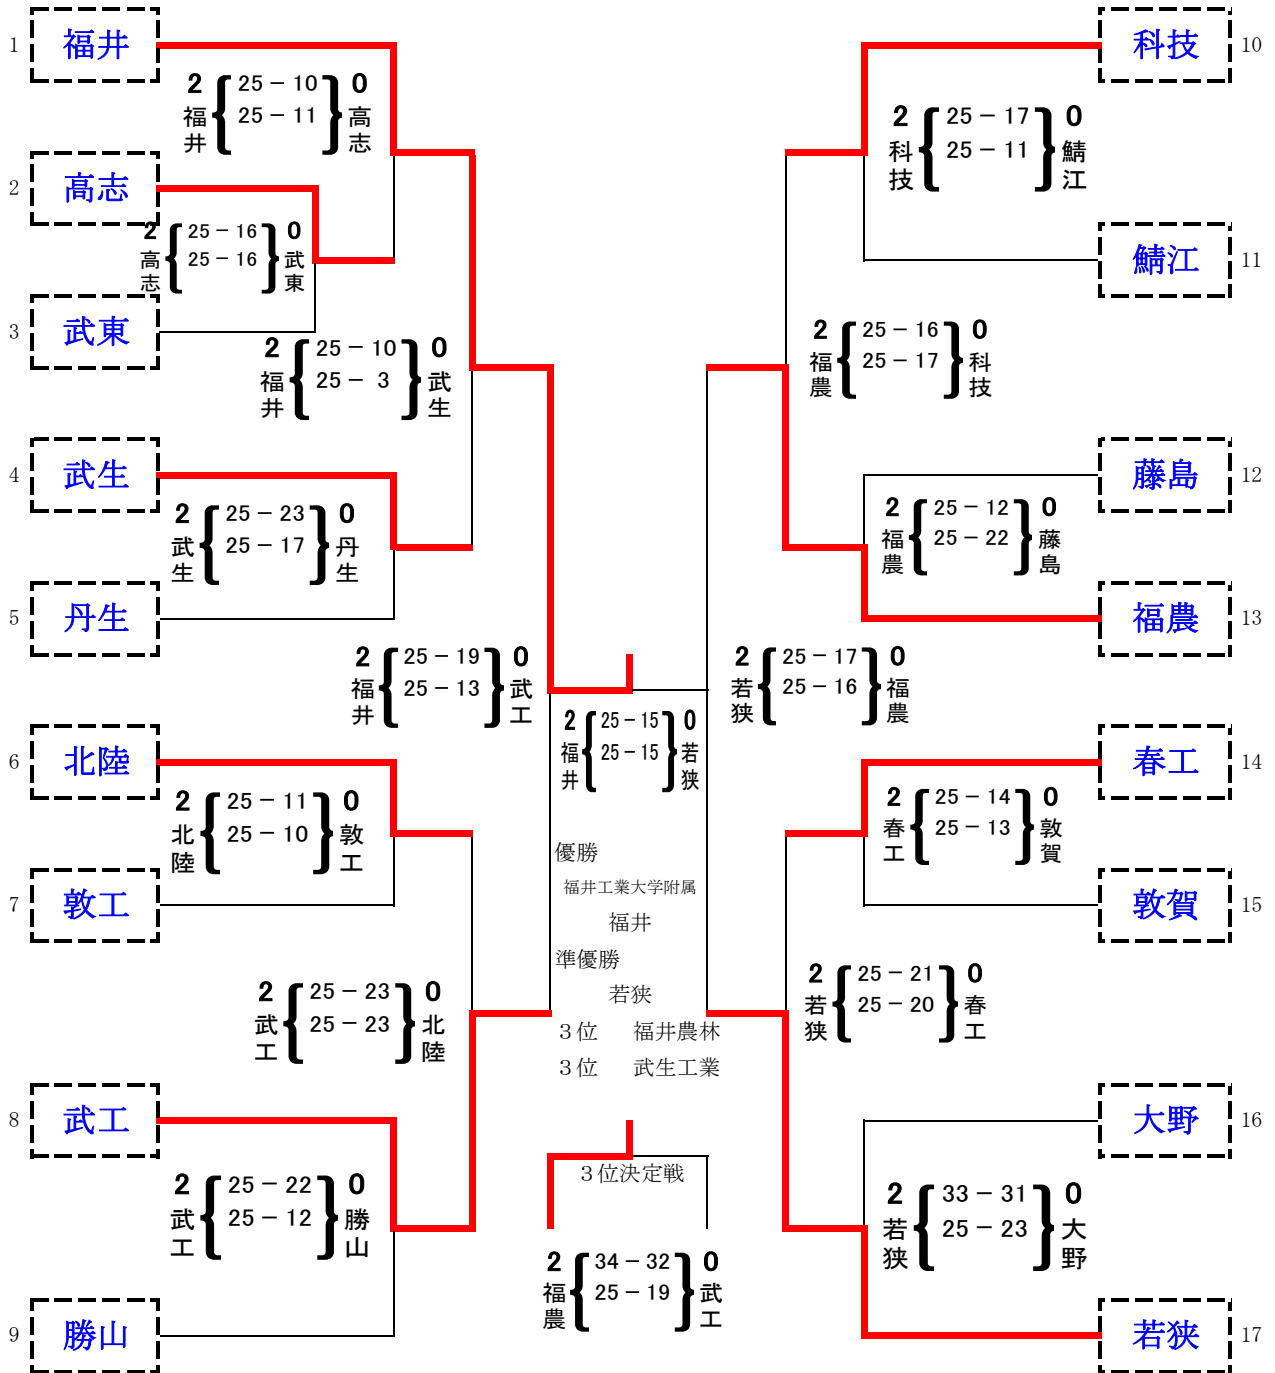 1 福井
2 高志
3 武東
4 武生
5 丹生
6 北陸
7 敦工
8 武工
9 勝山
科技 10
鯖江 11
藤島 12
福農 13
春工 14
敦賀 15
大野 16
若狭 17
2 福井 { 25－10 25－11 } 0 高志
2 高志 { 25－16 25－16 } 0 武東
2 福井 { 25－10 25－ 3 } 0 武生
2 武生 { 25－23 25－17 } 0 丹生
2 福井 { 25－19 25－13 } 0 武工
2 北陸 { 25－11 25－10 } 0 敦工
2 武工 { 25－23 25－23 } 0 北陸
2 武工 { 25－22 25－12 } 0 勝山
2 科技 { 25－17 25－11 } 0 鯖江
2 福農 { 25－16 25－17 } 0 科技
2 福農 { 25－12 25－22 } 0 藤島
2 若狭 { 25－17 25－16 } 0 福農
2 春工 { 25－14 25－13 } 0 敦賀
2 若狭 { 25－21 25－20 } 0 春工
2 若狭 { 33－31 25－23 } 0 大野
2 福井 { 25－15 25－15 } 0 若狭
優勝
福井工業大学附属
福井
準優勝
若狭
３位 福井農林
３位 武生工業
３位決定戦
2 福農 { 34－32 25－19 } 0 武工